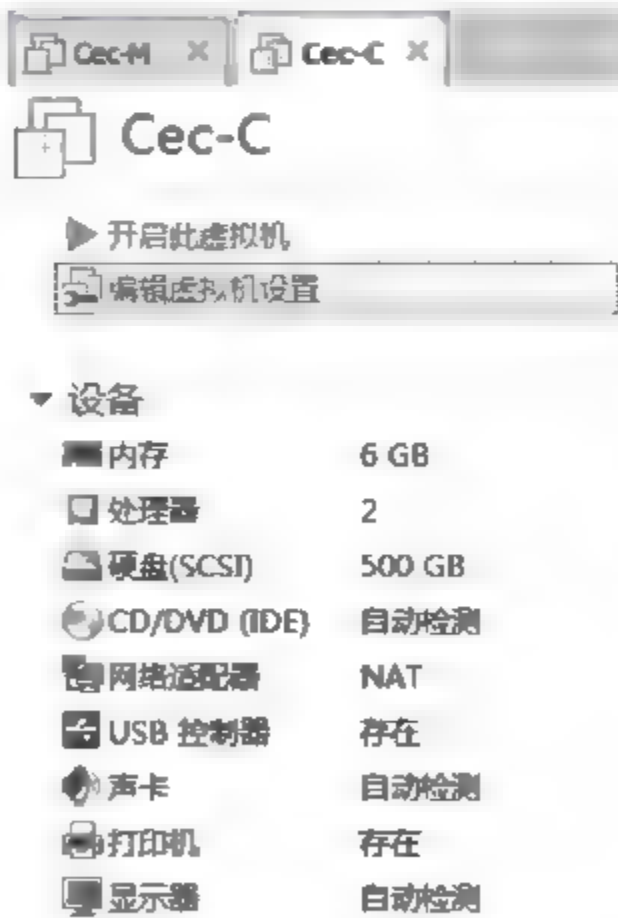 Cec-M × Cec-C ×
Cec-C
开启此虚拟机
编辑虚拟机设置
设备
内存 6 GB
处理器 2
硬盘(SCSI) 500 GB
CD/DVD (IDE) 自动检测
网络适配器 NAT
USB 控制器 存在
声卡 自动检测
打印机 存在
显示器 自动检测